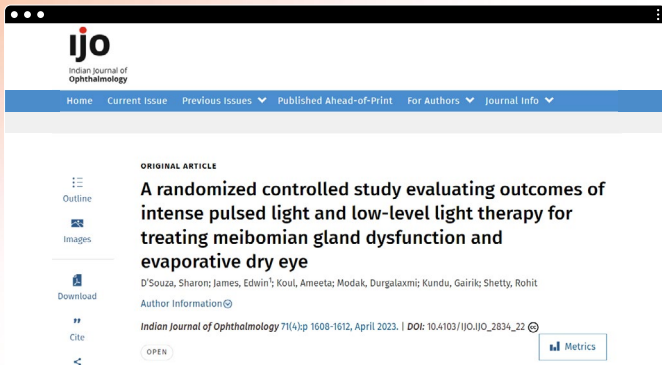 ijo
Indian Journal of
Ophthalmology
Home Current Issue Previous Issues Published Ahead-of-Print For Authors Journal Info
Outline
Images
Download
Cite
ORIGINAL ARTICLE
A randomized controlled study evaluating outcomes of
intense pulsed light and low-level light therapy for
treating meibomian gland dysfunction and
evaporative dry eye
D'Souza, Sharon; James, Edwin¹; Koul, Ameeta; Modak, Durgalaxmi; Kundu, Gairik; Shetty, Rohit
Author Information
Indian Journal of Ophthalmology 71(4):p 1608-1612, April 2023. | DOI: 10.4103/IJO.IJO_2834_22
OPEN
Metrics